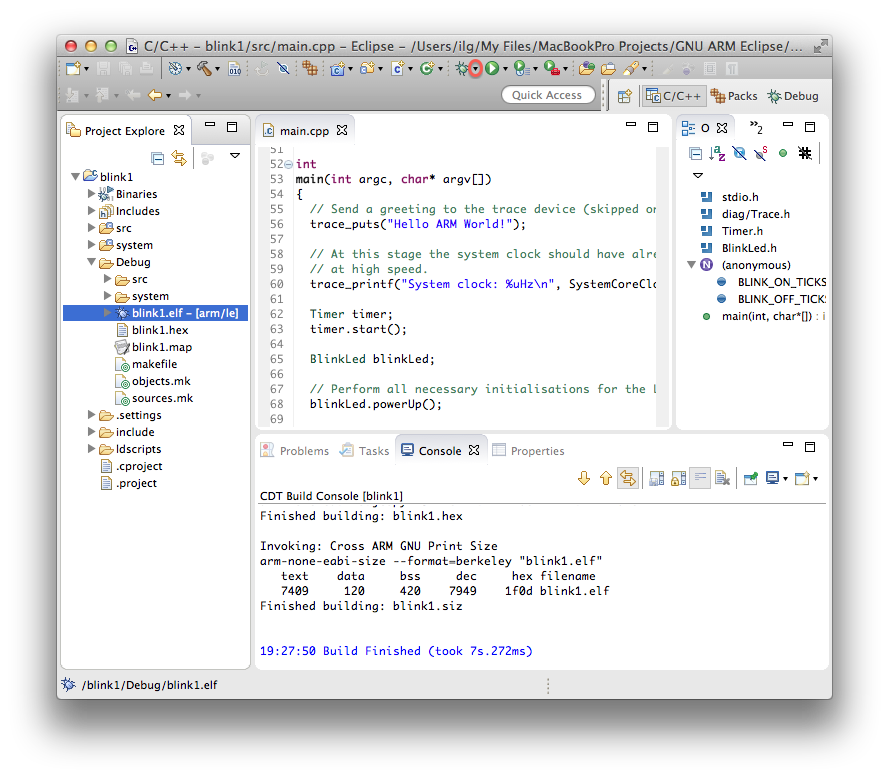 C/C++ – blink1/src/main.cpp – Eclipse – /Users/ilg/My Files/MacBookPro Projects/GNU ARM Eclipse/...
010
Quick Access
C/C++
Packs
Debug
Project Explore
blink1
Binaries
Includes
src
system
Debug
src
system
blink1.elf – [arm/le]
blink1.hex
blink1.map
makefile
objects.mk
sources.mk
.settings
include
ldscripts
.cproject
.project
main.cpp
51
52 int
53 main(int argc, char* argv[])
54 {
55 // Send a greeting to the trace device (skipped on
56 trace_puts("Hello ARM World!");
57
58 // At this stage the system clock should have alre
59 // at high speed.
60 trace_printf("System clock: %uHz\n", SystemCoreClo
61
62 Timer timer;
63 timer.start();
64
65 BlinkLed blinkLed;
66
67 // Perform all necessary initialisations for the L
68 blinkLed.powerUp();
69
O
2
stdio.h
diag/Trace.h
Timer.h
BlinkLed.h
(anonymous)
BLINK_ON_TICKS
BLINK_OFF_TICKS
main(int, char*[]) : i
Problems
Tasks
Console
Properties
CDT Build Console [blink1]
Finished building: blink1.hex
Invoking: Cross ARM GNU Print Size
arm-none-eabi-size --format=berkeley "blink1.elf"
text data bss dec hex filename
7409 120 420 7949 1f0d blink1.elf
Finished building: blink1.siz
19:27:50 Build Finished (took 7s.272ms)
/blink1/Debug/blink1.elf